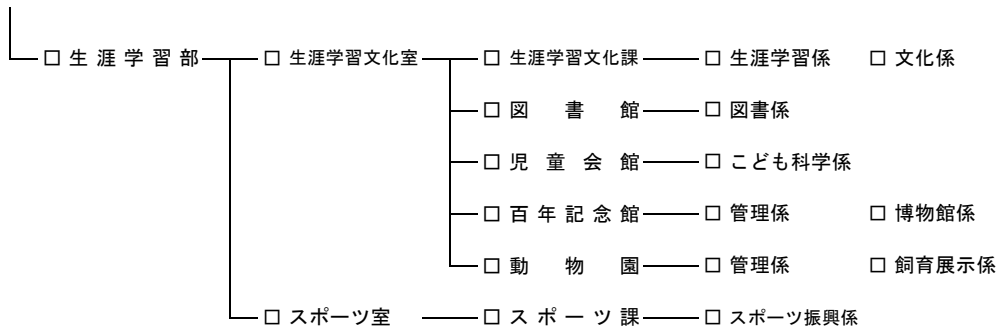 □ 生涯学習部 □ 生涯学習文化室 □ 生涯学習文化課 □ 生涯学習係 □ 文化係
□ 図書館 □ 図書係
□ 児童会館 □ こども科学係
□ 百年記念館 □ 管理係 □ 博物館係
□ 動物園 □ 管理係 □ 飼育展示係
□ スポーツ室 □ スポーツ課 □ スポーツ振興係